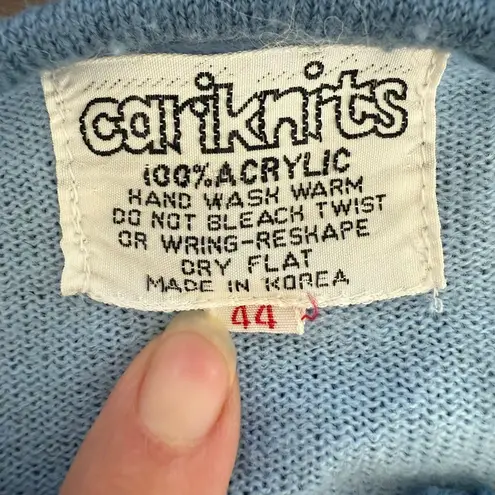 cariknits
100% ACRYLIC
HAND WASH WARM
DO NOT BLEACH TWIST
OR WRING-RESHAPE
DRY FLAT
MADE IN KOREA
44